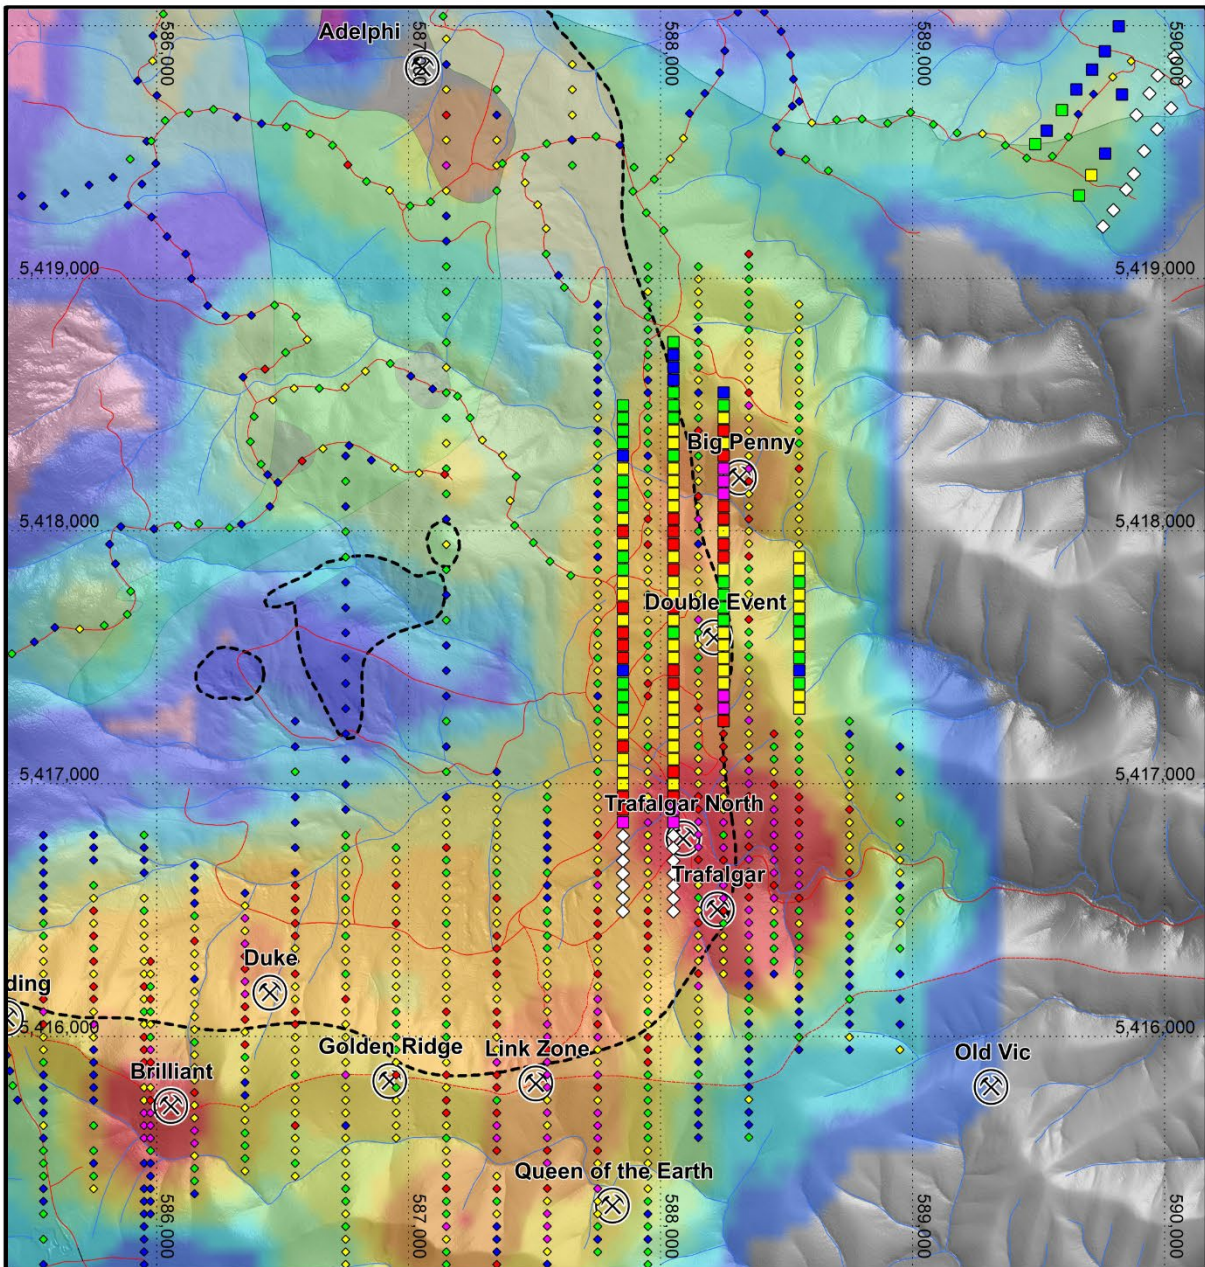 Adelphi
586,000
587,000
588,000
589,000
590,000
5,419,000
5,419,000
Big Penny
5,418,000
5,418,000
Double Event
5,417,000
5,417,000
Trafalgar North
Trafalgar
Duke
ding
5,416,000
5,416,000
Golden Ridge
Link Zone
Old Vic
Brilliant
Queen of the Earth
586,000
587,000
588,000
589,000
590,000